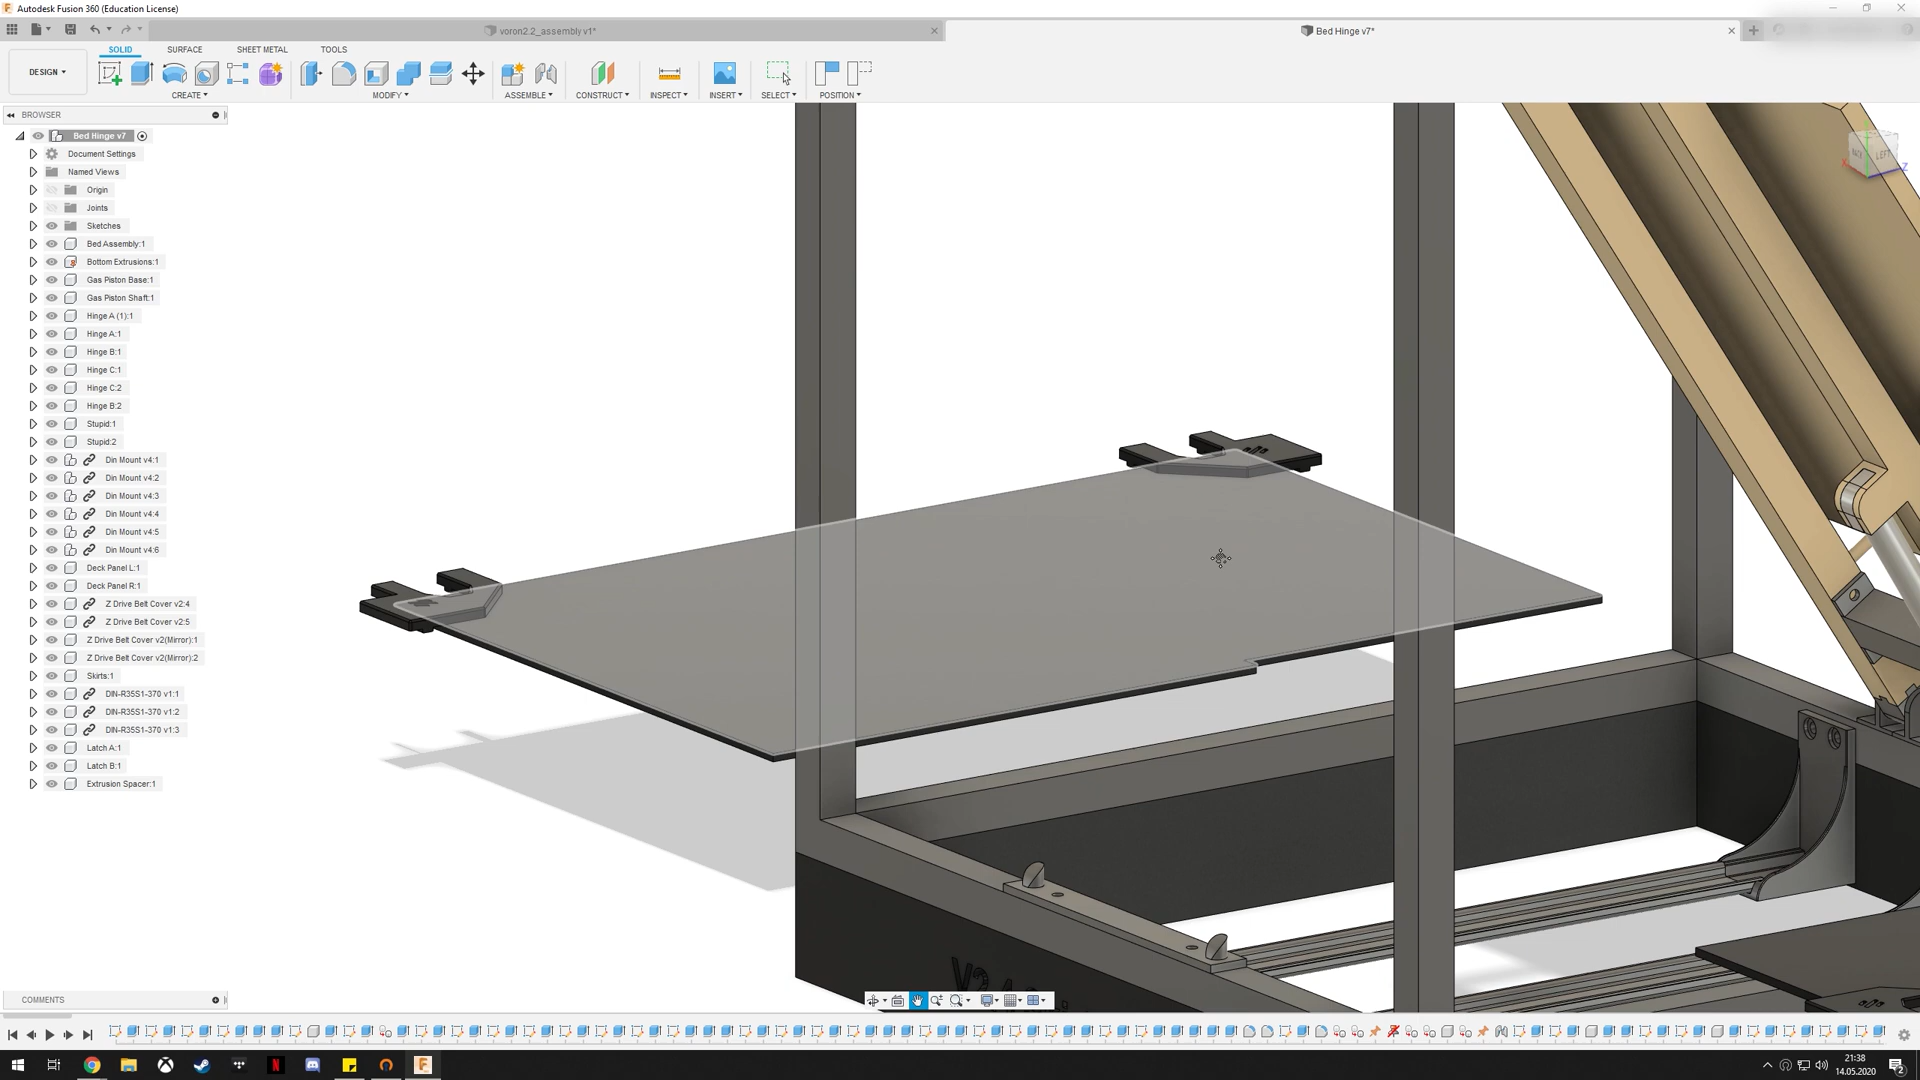 Autodesk Fusion 360 (Education License)
voron2.2_assembly v1*
Bed Hinge v7*
DESIGN
SOLID
SURFACE
SHEET METAL
TOOLS
CREATE
MODIFY
ASSEMBLE
CONSTRUCT
INSPECT
INSERT
SELECT
POSITION
BROWSER
Bed Hinge v7
Document Settings
Named Views
Origin
Joints
Sketches
Bed Assembly:1
Bottom Extrusions:1
Gas Piston Base:1
Gas Piston Shaft:1
Hinge A (1):1
Hinge A:1
Hinge B:1
Hinge C:1
Hinge C:2
Hinge B:2
Stupid:1
Stupid:2
Din Mount v4:1
Din Mount v4:2
Din Mount v4:3
Din Mount v4:4
Din Mount v4:5
Din Mount v4:6
Deck Panel L:1
Deck Panel R:1
Z Drive Belt Cover v2:4
Z Drive Belt Cover v2:5
Z Drive Belt Cover v2(Mirror):1
Z Drive Belt Cover v2(Mirror):2
Skirts:1
DIN-R35S1-370 v1:1
DIN-R35S1-370 v1:2
DIN-R35S1-370 v1:3
Latch A:1
Latch B:1
Extrusion Spacer:1
BACK
LEFT
X
Z
COMMENTS
21:38
14.05.2020
2